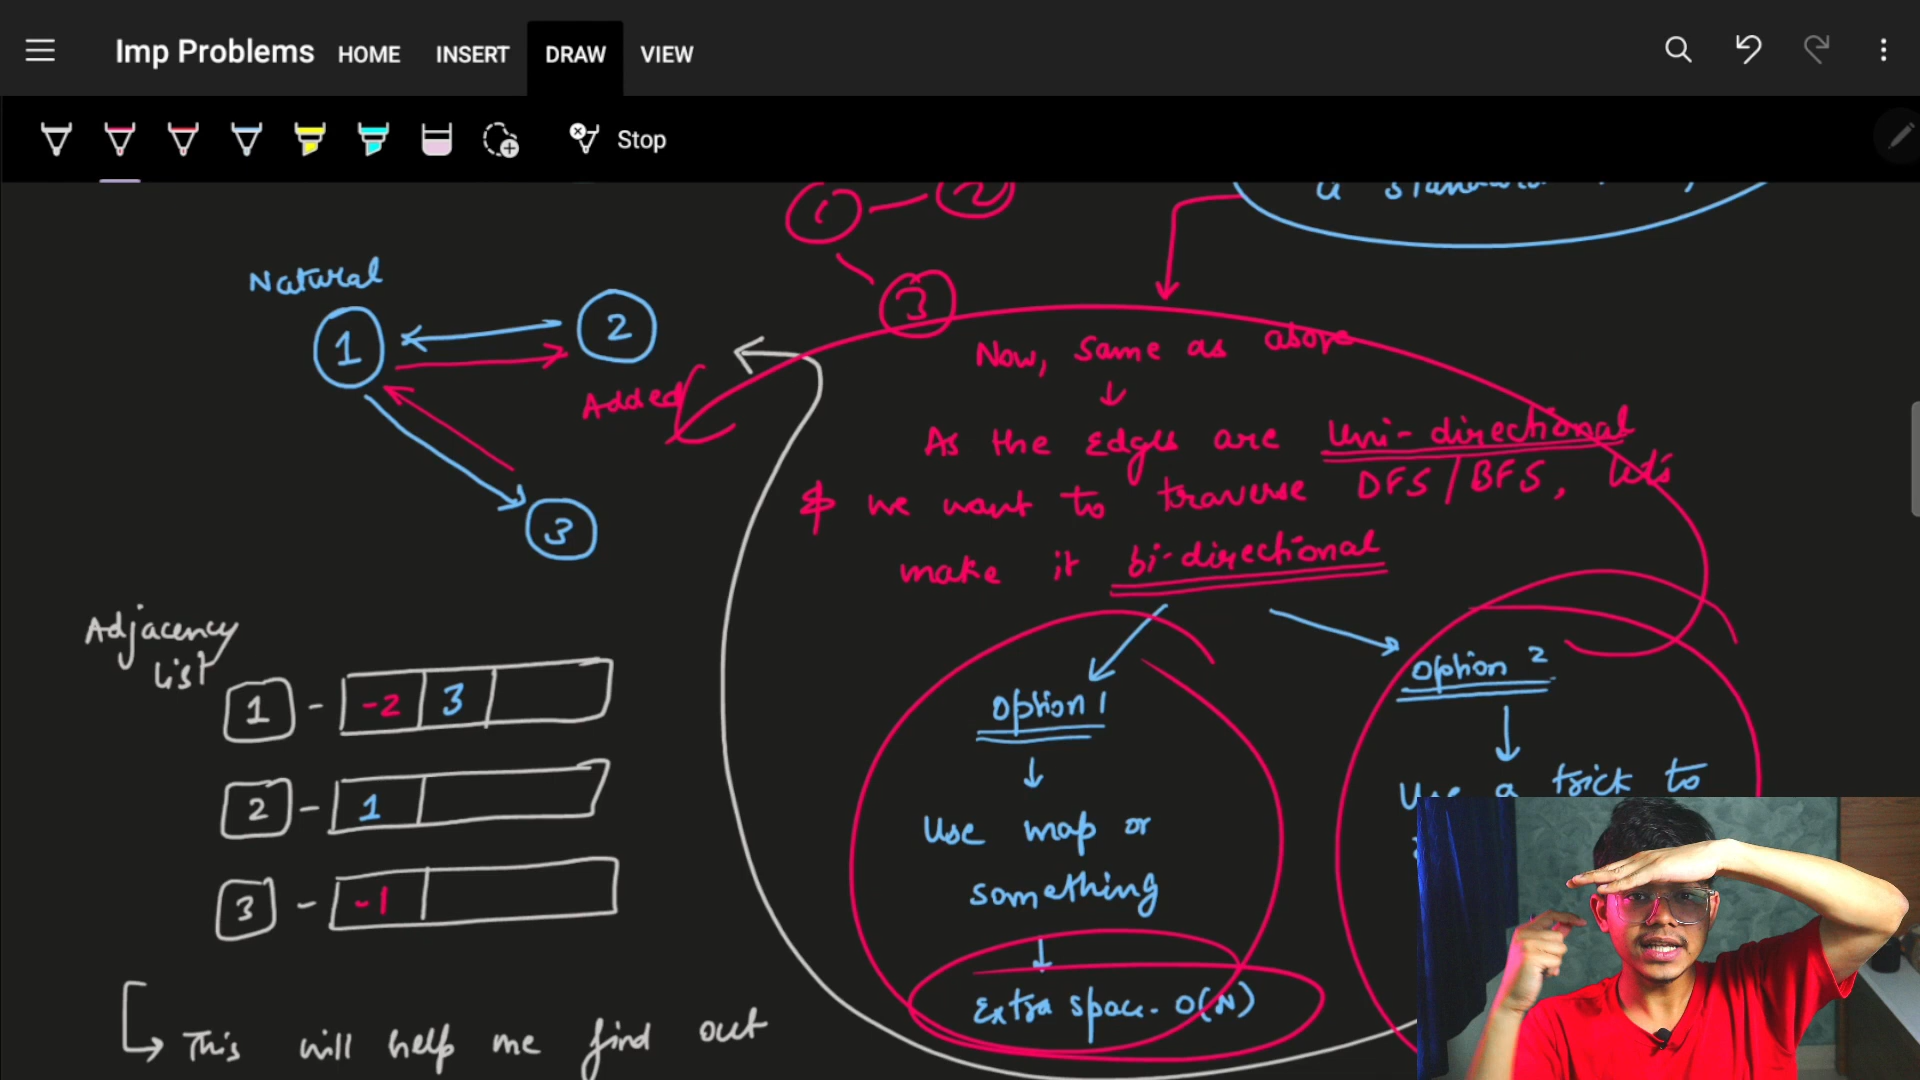 Imp Problems HOME INSERT DRAW VIEW
Stop
a
1 - 2
3
Natural
1
2
3
Added
Now, same as above
As the Edges are Uni-directional
& we want to traverse DFS/BFS, let's
make it bi-directional
Option 1
Use map or
something
Extra space - O(N)
Option 2
Use a trick to
Adjacency
List
1 - -2 3
2 - 1
3 - -1
This will help me find out